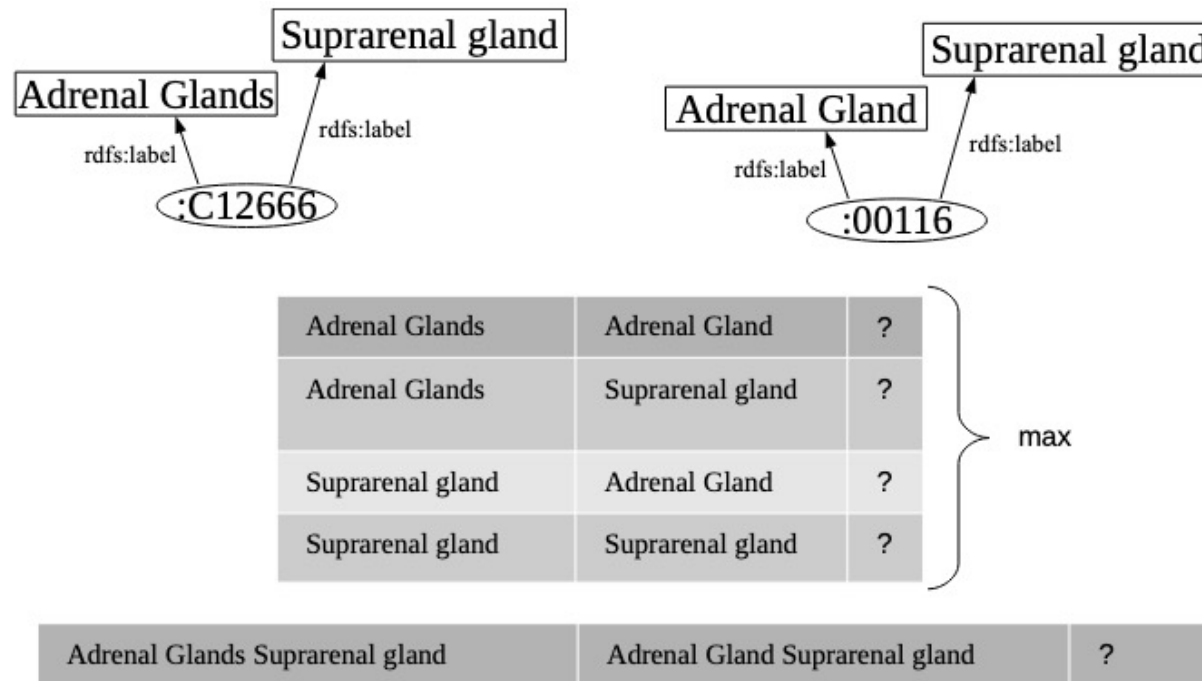 Suprarenal gland
Adrenal Glands
rdfs:label
rdfs:label
:C12666
Suprarenal gland
Adrenal Gland
rdfs:label
rdfs:label
:00116
Adrenal Glands Adrenal Gland ?
Adrenal Glands Suprarenal gland ?
Suprarenal gland Adrenal Gland ?
Suprarenal gland Suprarenal gland ?
max
Adrenal Glands Suprarenal gland Adrenal Gland Suprarenal gland ?